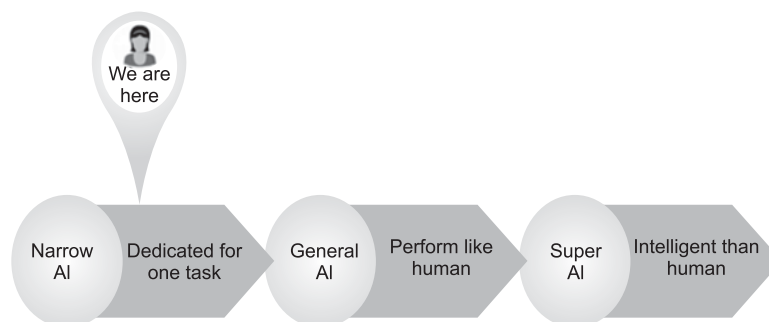 We are
here
Narrow
AI
Dedicated for
one task
General
AI
Perform like
human
Super
AI
Intelligent than
human